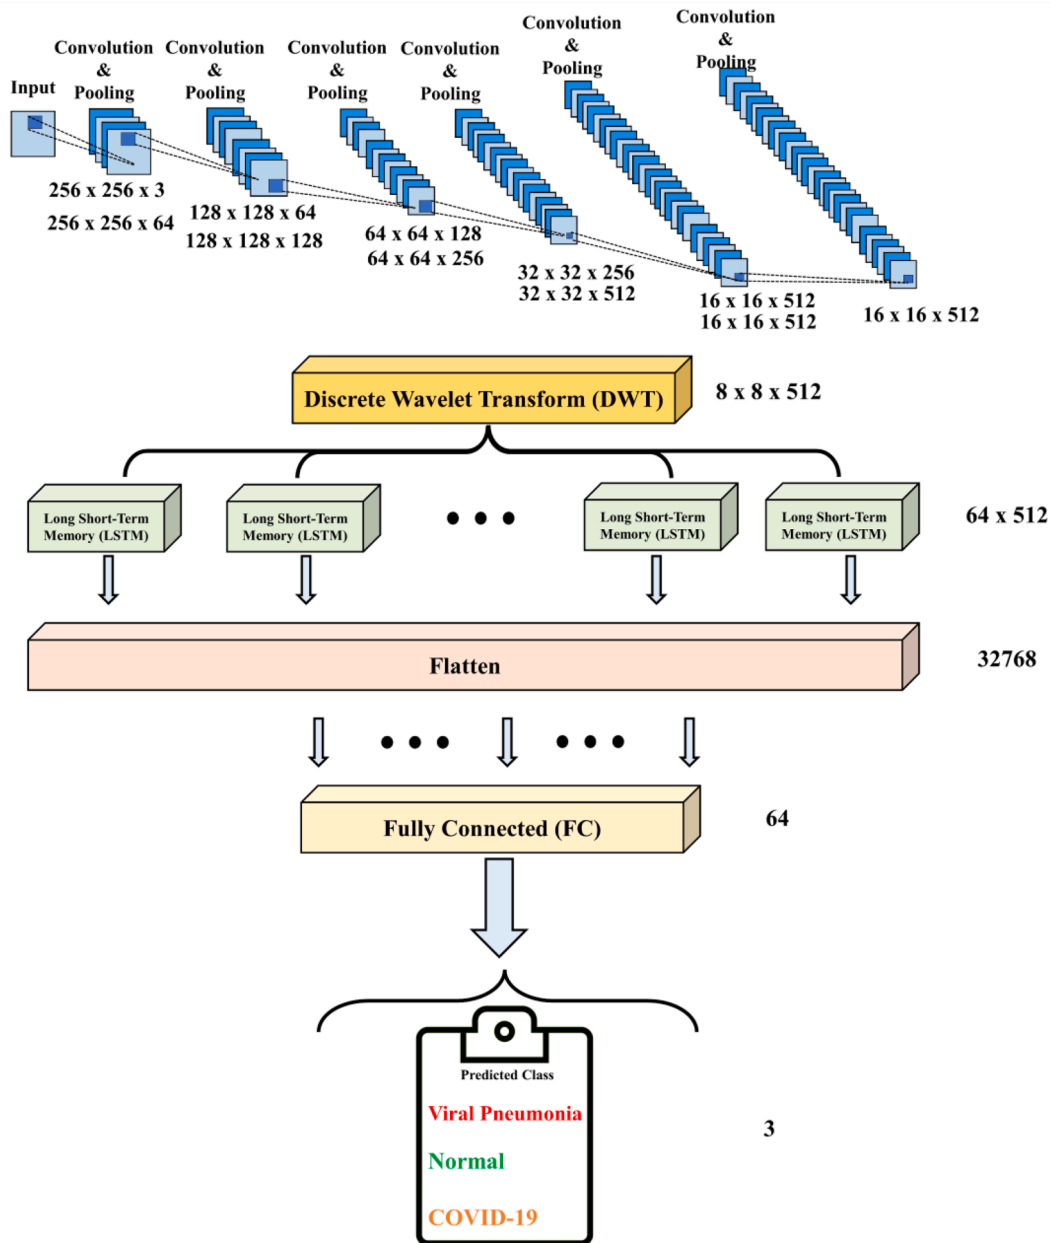 Input
Convolution
&
Pooling
Convolution
&
Pooling
Convolution
&
Pooling
Convolution
&
Pooling
Convolution
&
Pooling
Convolution
&
Pooling
256 x 256 x 3
256 x 256 x 64
128 x 128 x 64
128 x 128 x 128
64 x 64 x 128
64 x 64 x 256
32 x 32 x 256
32 x 32 x 512
16 x 16 x 512
16 x 16 x 512
16 x 16 x 512
Discrete Wavelet Transform (DWT)
8 x 8 x 512
Long Short-Term
Memory (LSTM)
Long Short-Term
Memory (LSTM)
Long Short-Term
Memory (LSTM)
Long Short-Term
Memory (LSTM)
64 x 512
Flatten
32768
Fully Connected (FC)
64
Predicted Class
Viral Pneumonia
Normal
COVID-19
3